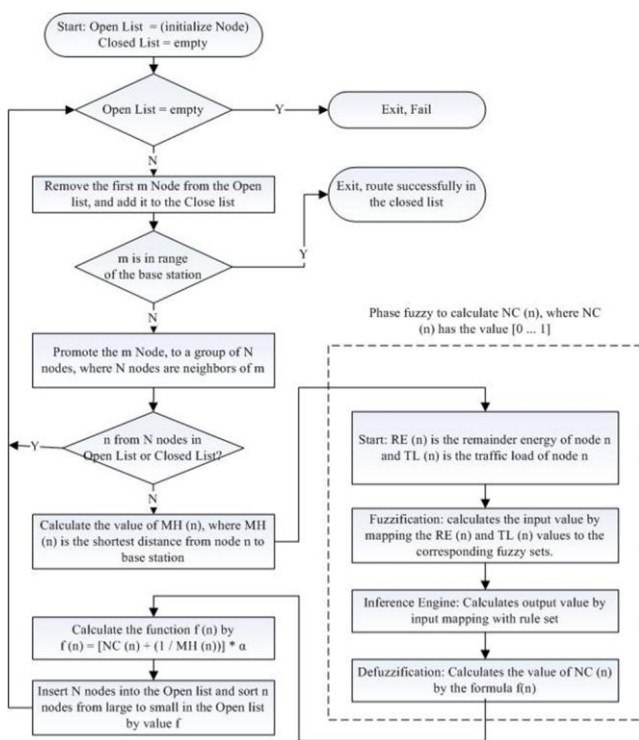 Start: Open List = (initialize Node)
Closed List = empty
Open List = empty
Y
Exit, Fail
N
Remove the first m Node from the Open
list, and add it to the Close list
Exit, route successfully in
the closed list
m is in range
of the base station
Y
N
Promote the m Node, to a group of N
nodes, where N nodes are neighbors of m
n from N nodes in
Open List or Closed List?
Y
N
Calculate the value of MH (n), where MH
(n) is the shortest distance from node n to
base station
Phase fuzzy to calculate NC (n), where NC
(n) has the value [0 ... 1]
Start: RE (n) is the remainder energy of node n
and TL (n) is the traffic load of node n
Fuzzification: calculates the input value by
mapping the RE (n) and TL (n) values to the
corresponding fuzzy sets.
Inference Engine: Calculates output value by
input mapping with rule set
Defuzzification: Calculates the value of NC (n)
by the formula f(n)
Calculate the function f (n) by
f (n) = [NC (n) + (1 / MH (n))] * α
Insert N nodes into the Open list and sort n
nodes from large to small in the Open list
by value f